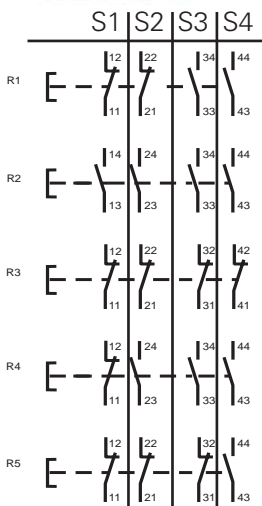 S1 S2 S3 S4
12 22 34 44
R1
11 21 33 43
14 24 34 44
R2
13 23 33 43
12 22 32 42
R3
11 21 31 41
12 24 34 44
R4
11 23 33 43
12 22 32 44
R5
11 21 31 43